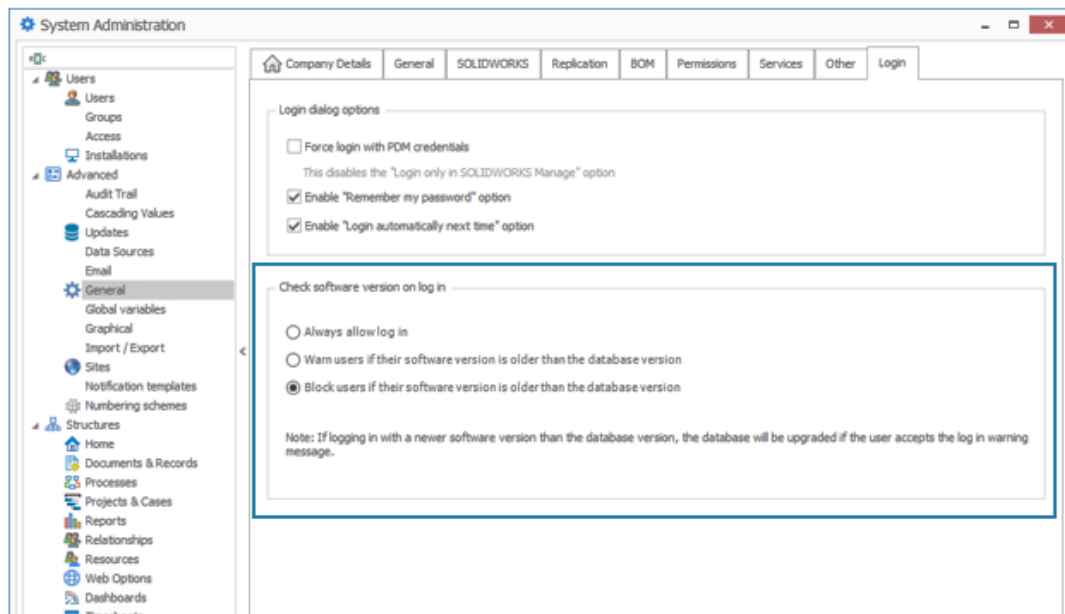 System Administration
Users
Users
Groups
Access
Installations
Advanced
Audit Trail
Cascading Values
Updates
Data Sources
Email
General
Global variables
Graphical
Import / Export
Sites
Notification templates
Numbering schemes
Structures
Home
Documents & Records
Processes
Projects & Cases
Reports
Relationships
Resources
Web Options
Dashboards
Company Details General SOLIDWORKS Replication BOM Permissions Services Other Login
Login dialog options
Force login with PDM credentials
This disables the "Login only in SOLIDWORKS Manage" option
Enable "Remember my password" option
Enable "Login automatically next time" option
Check software version on log in
Always allow log in
Warn users if their software version is older than the database version
Block users if their software version is older than the database version
Note: If logging in with a newer software version than the database version, the database will be upgraded if the user accepts the log in warning
message.